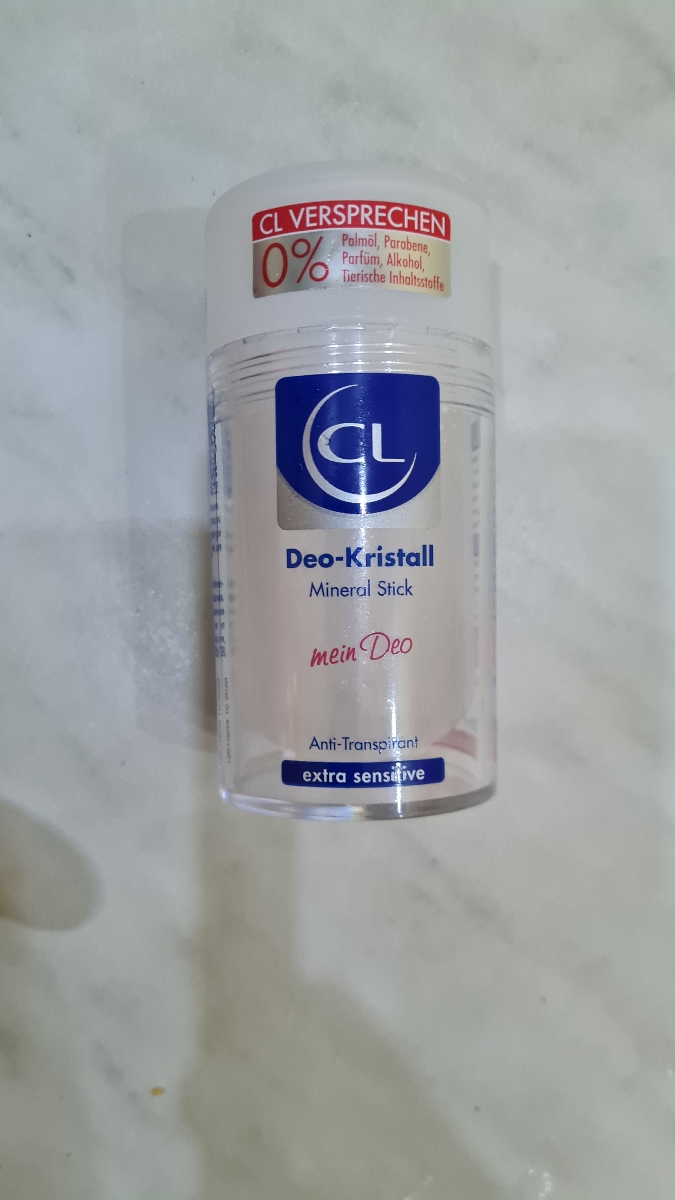 CL VERSPRECHEN
0%
Palmöl, Parabene,
Parfüm, Alkohol,
Tierische Inhaltsstoffe
CL
Deo-Kristall
Mineral Stick
mein Deo
Anti-Transpirant
extra sensitive